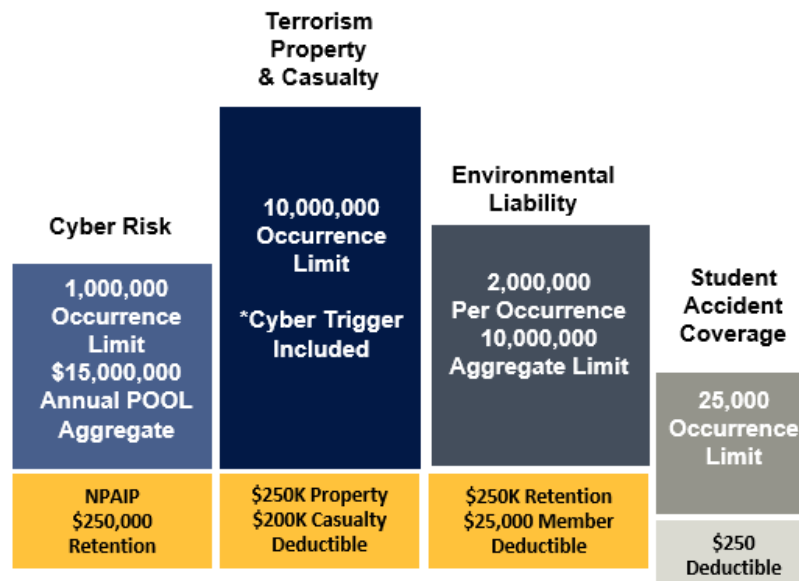 Terrorism
Property
& Casualty
10,000,000
Occurrence
Limit
*Cyber Trigger
Included
$250K Property
$200K Casualty
Deductible
Cyber Risk
1,000,000
Occurrence
Limit
$15,000,000
Annual POOL
Aggregate
NPAIP
$250,000
Retention
Environmental
Liability
2,000,000
Per Occurrence
10,000,000
Aggregate Limit
$250K Retention
$25,000 Member
Deductible
Student
Accident
Coverage
25,000
Occurrence
Limit
$250
Deductible